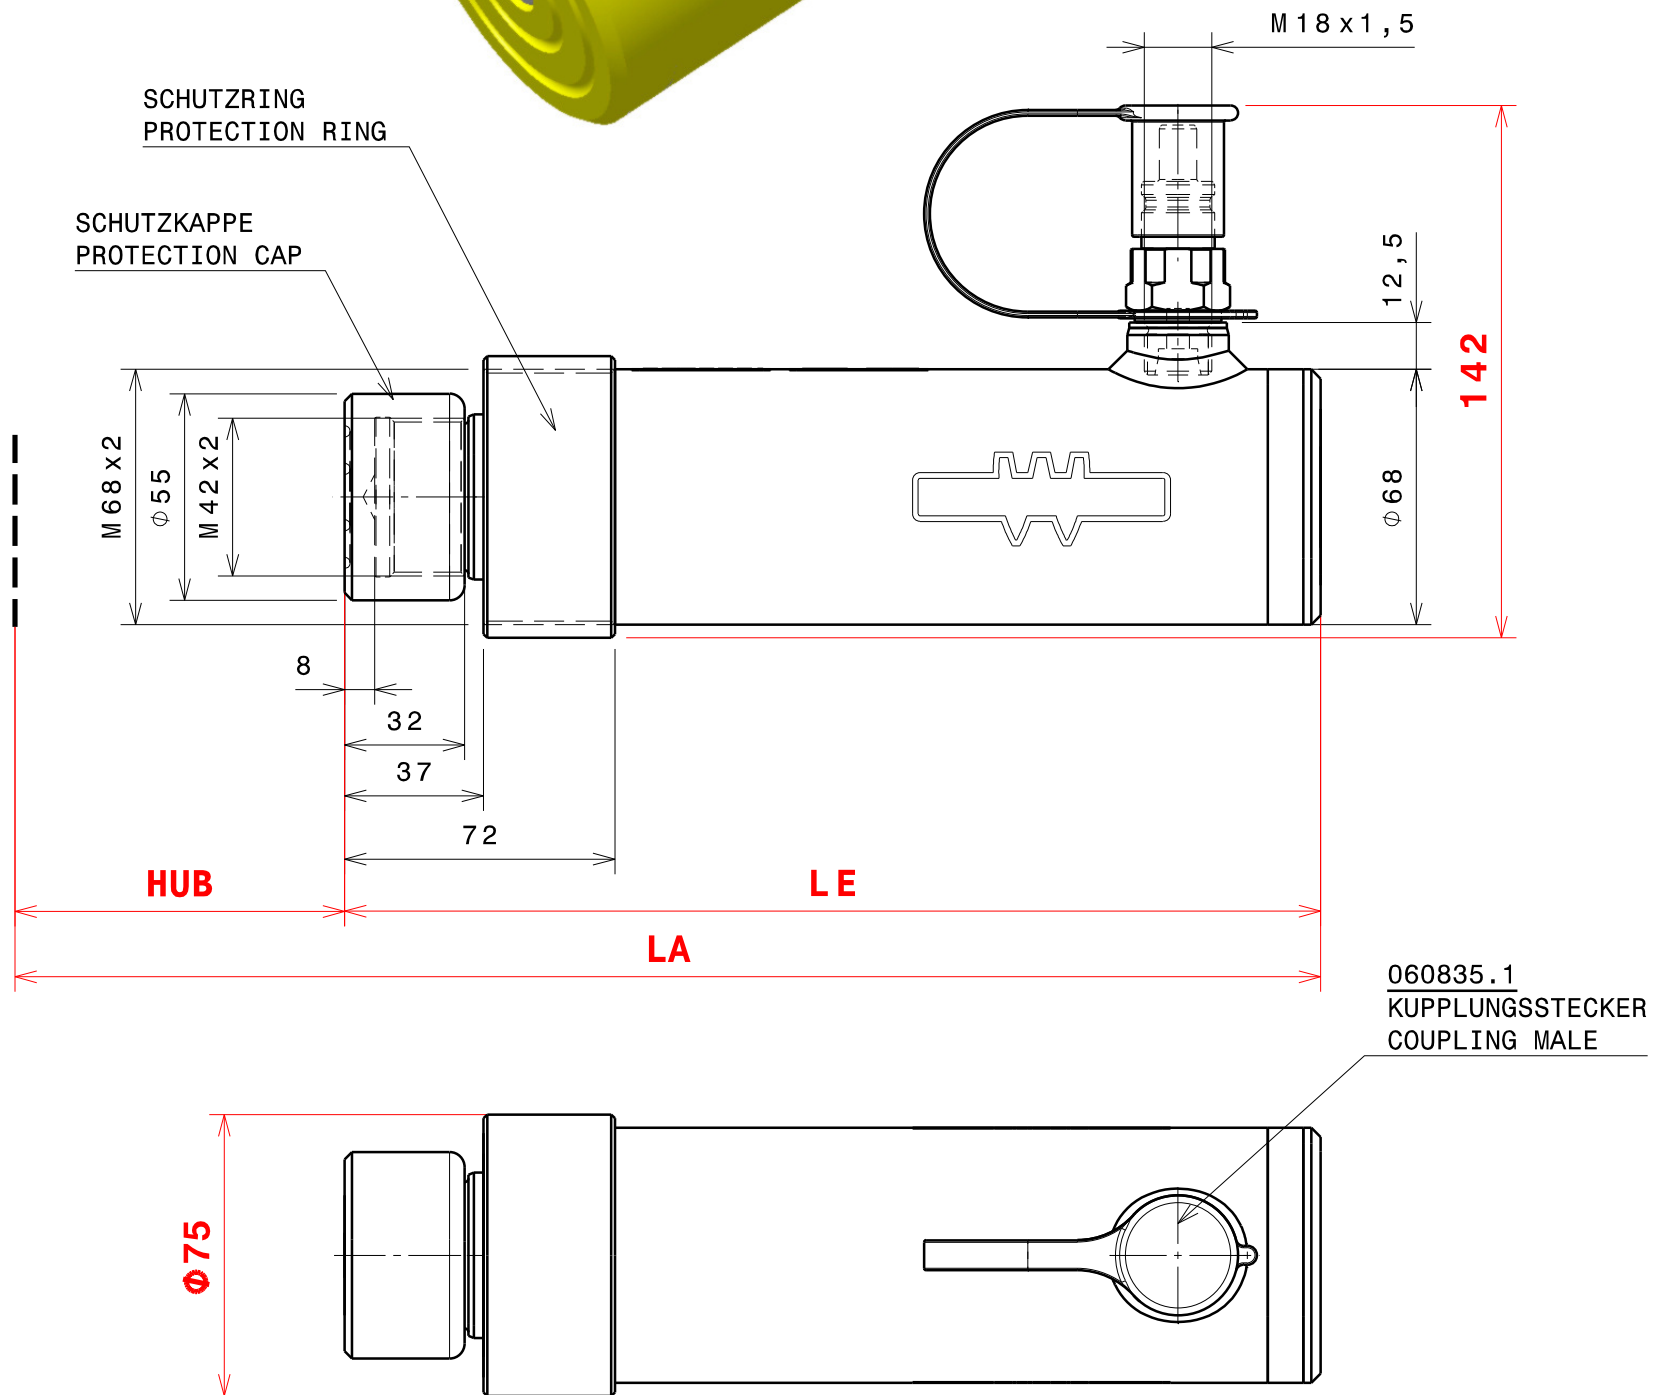 M18x1,5
SCHUTZRING
PROTECTION RING
SCHUTZKAPPE
PROTECTION CAP
12,5
142
M68x2
φ55
M42x2
φ68
8
32
37
72
HUB
LE
LA
060835.1
KUPPLUNGSSTECKER
COUPLING MALE
φ75